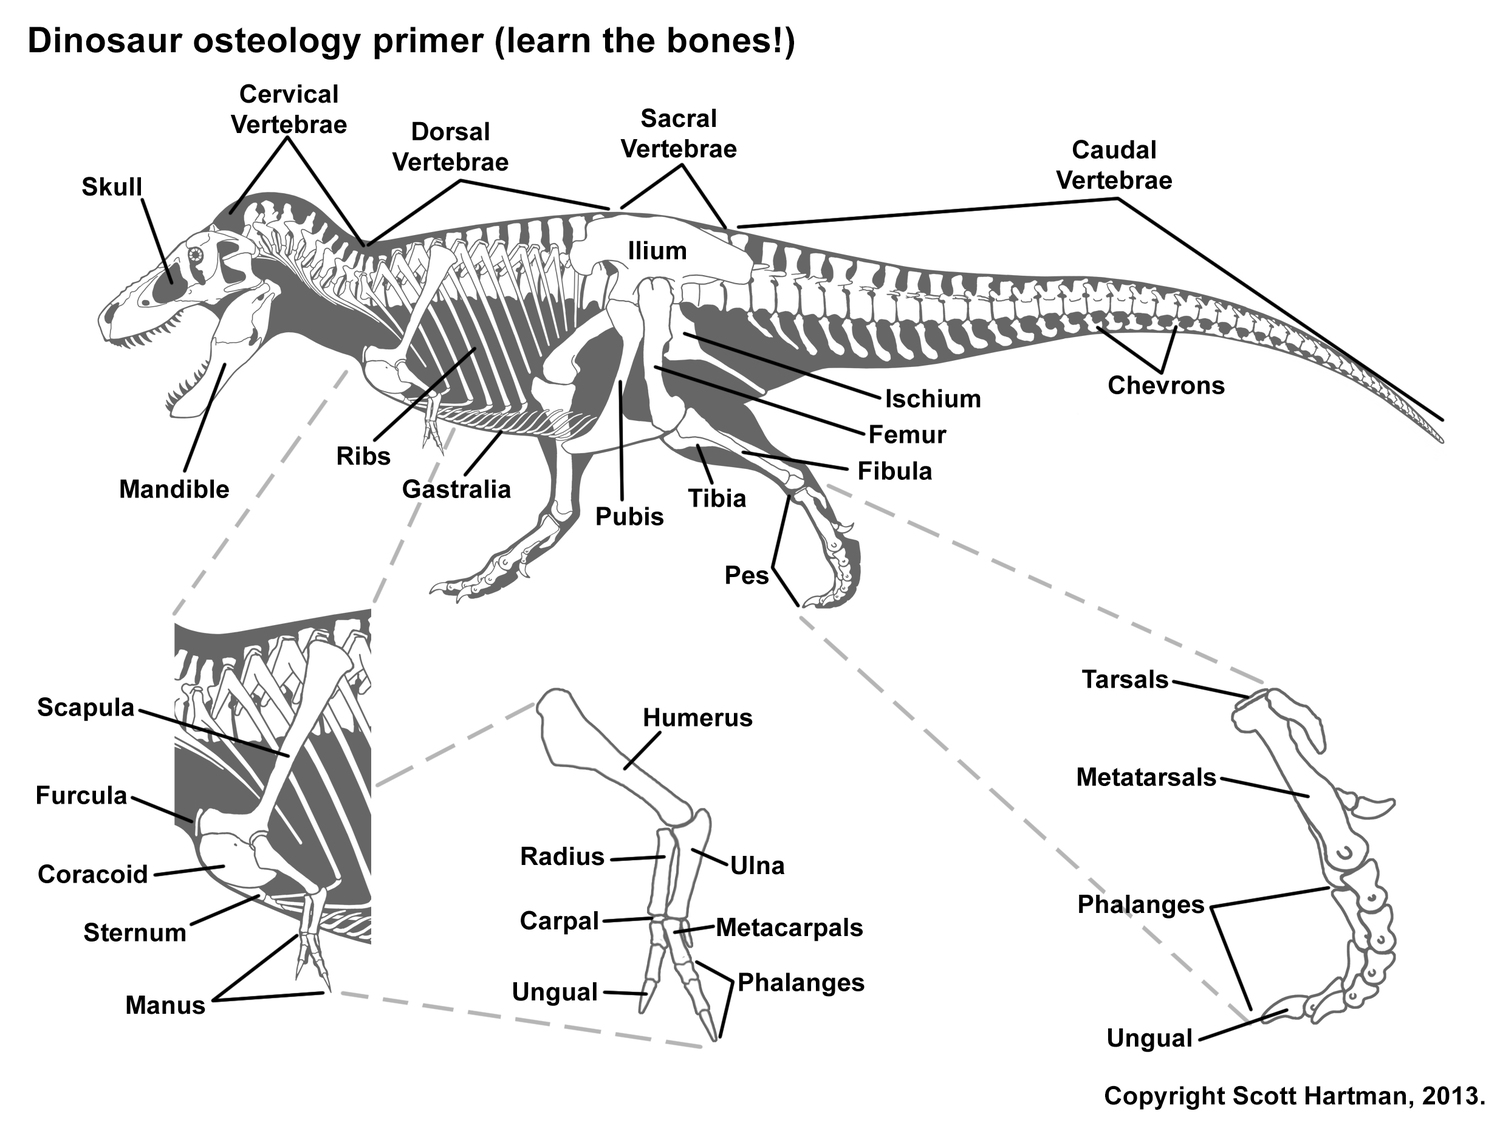 Dinosaur osteology primer (learn the bones!)
Cervical
Vertebrae
Dorsal
Vertebrae
Sacral
Vertebrae
Caudal
Vertebrae
Skull
Ilium
Chevrons
Ischium
Femur
Fibula
Ribs
Mandible
Gastralia
Tibia
Pubis
Pes
Scapula
Furcula
Coracoid
Sternum
Manus
Humerus
Radius
Ulna
Carpal
Metacarpals
Ungual
Phalanges
Tarsals
Metatarsals
Phalanges
Ungual
Copyright Scott Hartman, 2013.